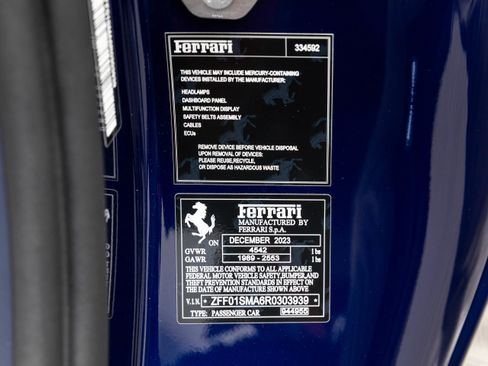 Ferrari 334592
THIS VEHICLE MAY INCLUDE MERCURY-CONTAINING
DEVICES INSTALLED BY THE MANUFACTURER:
HEADLAMPS
DASHBOARD PANEL
MULTIFUNCTION DISPLAY
SAFETY BELTS ASSEMBLY
CABLES
ECUs
REMOVE DEVICE BEFORE VEHICLE DISPOSAL
UPON REMOVAL OF DEVICES:
PLEASE REUSE,RECYCLE,
OR DISPOSE AS HAZARDOUS WASTE
Ferrari
MANUFACTURED BY
FERRARI S.p.A.
ON DECEMBER 2023
GVWR 4542 lbs
GAWR 1989 - 2553 lbs
THIS VEHICLE CONFORMS TO ALL APPLICABLE
FEDERAL MOTOR VEHICLE SAFETY,BUMPER,AND
THEFT PREVENTION STANDARDS IN EFFECT ON
THE DATE OF MANUFACTURE SHOWN ABOVE
V.I.N. * ZFF01SMA6R0303939 *
TYPE: PASSENGER CAR 944955